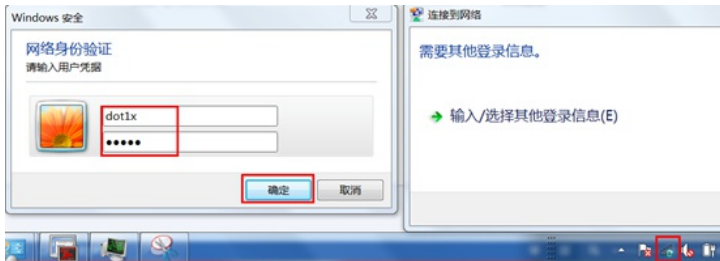 Windows 安全
网络身份验证
请输入用户凭据
dot1x
•••••
确定
取消
连接到网络
需要其他登录信息。
输入/选择其他登录信息(E)